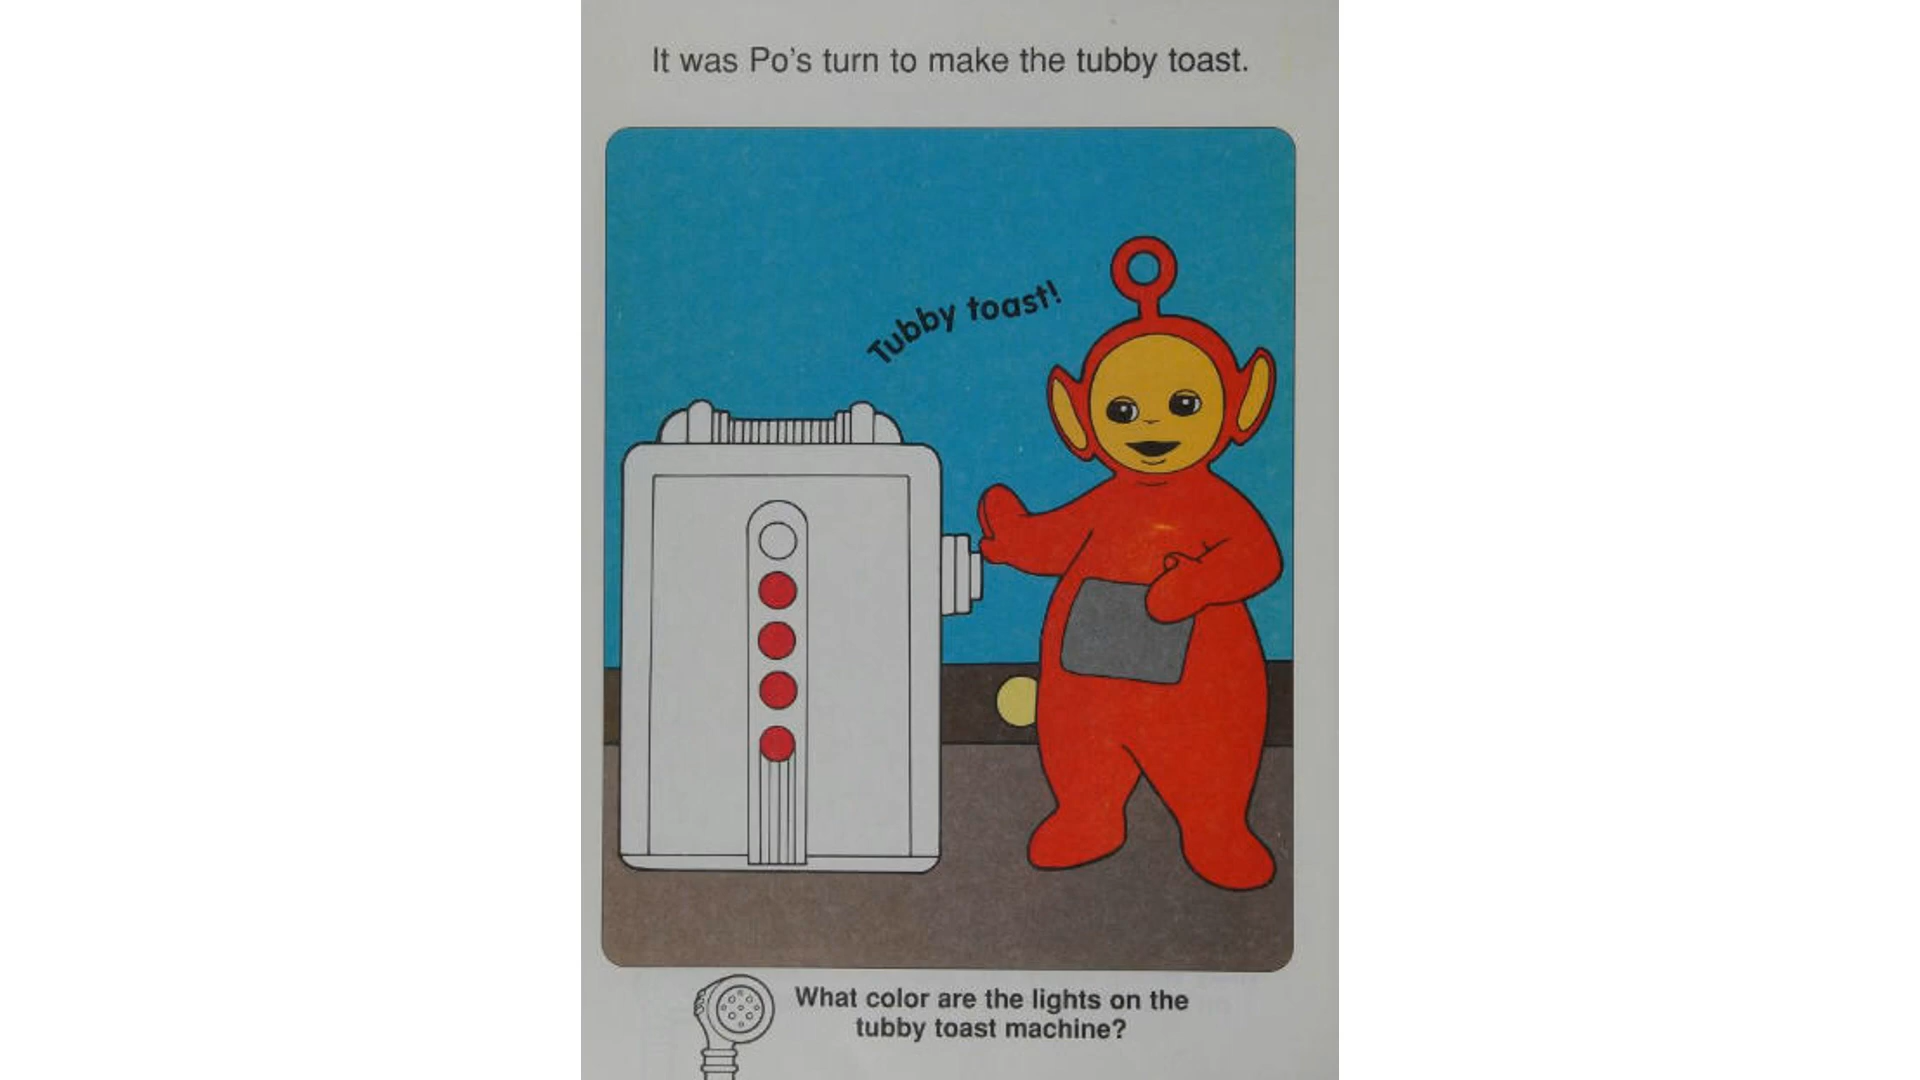 It was Po's turn to make the tubby toast.
Tubby toast!
What color are the lights on the
tubby toast machine?